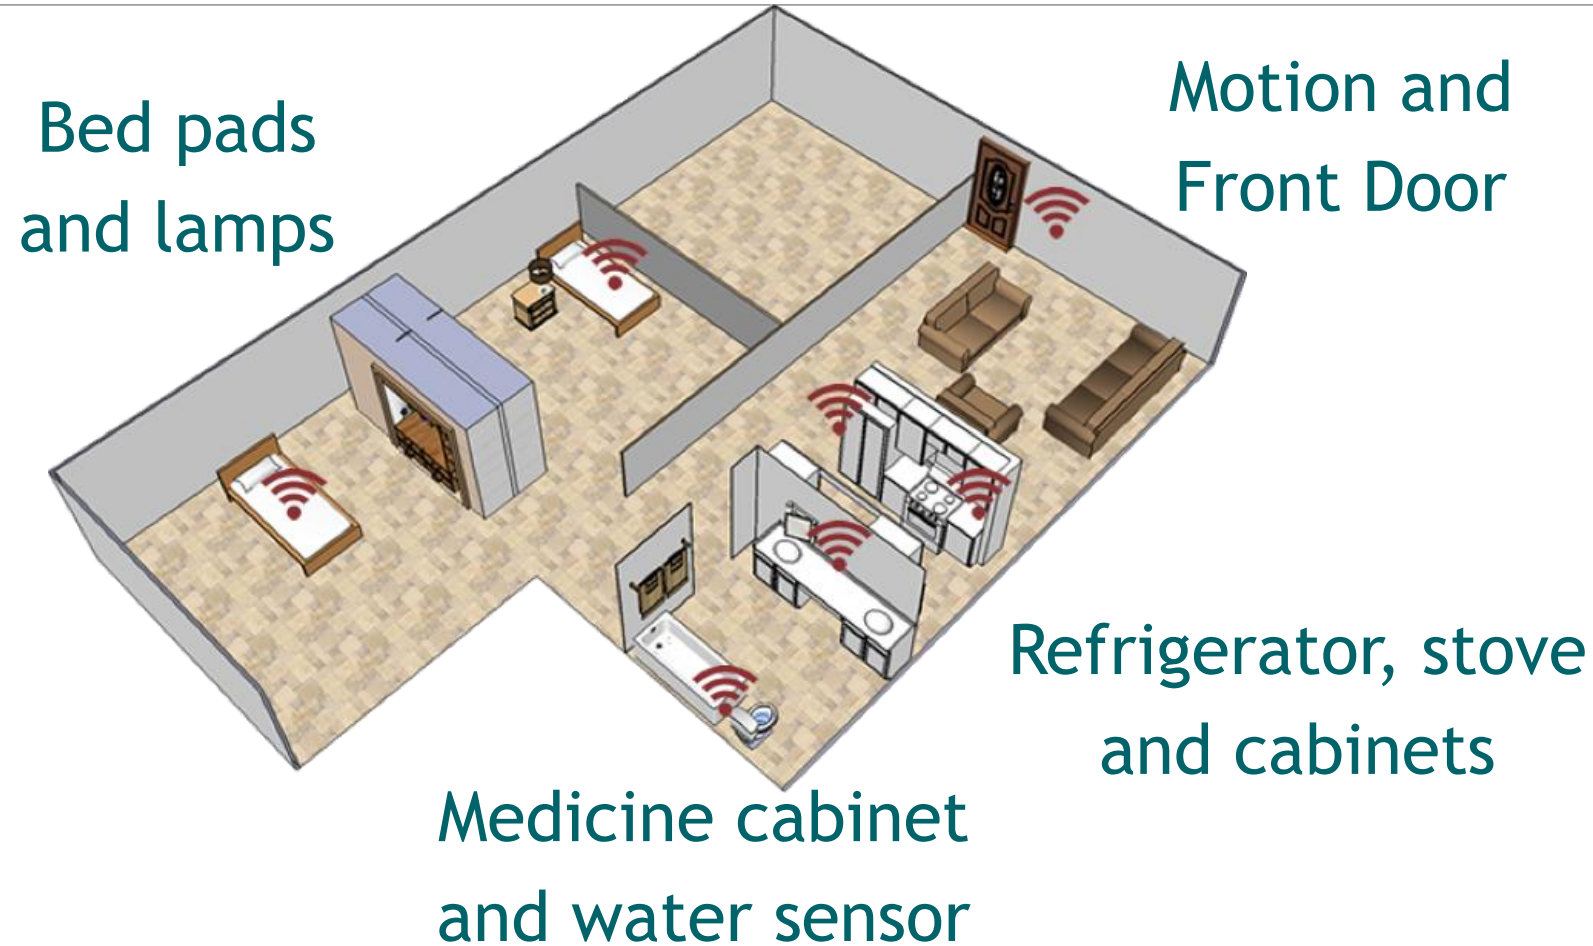 Bed pads
and lamps
Motion and
Front Door
Refrigerator, stove
and cabinets
Medicine cabinet
and water sensor